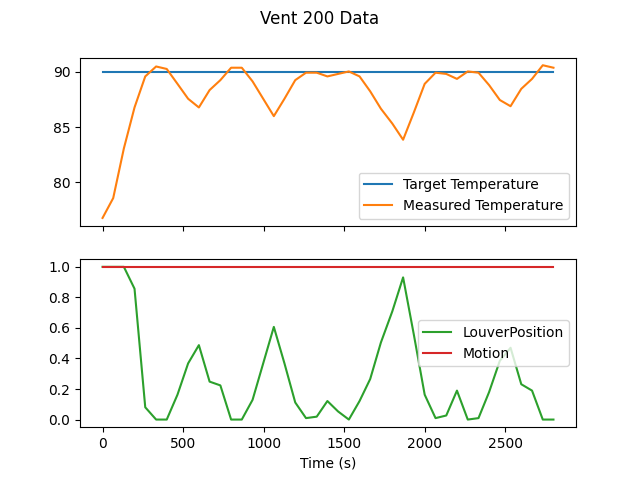 Vent 200 Data
90
85
80
Target Temperature
Measured Temperature
1.0
0.8
0.6
0.4
0.2
0.0
LouverPosition
Motion
0 500 1000 1500 2000 2500
Time (s)